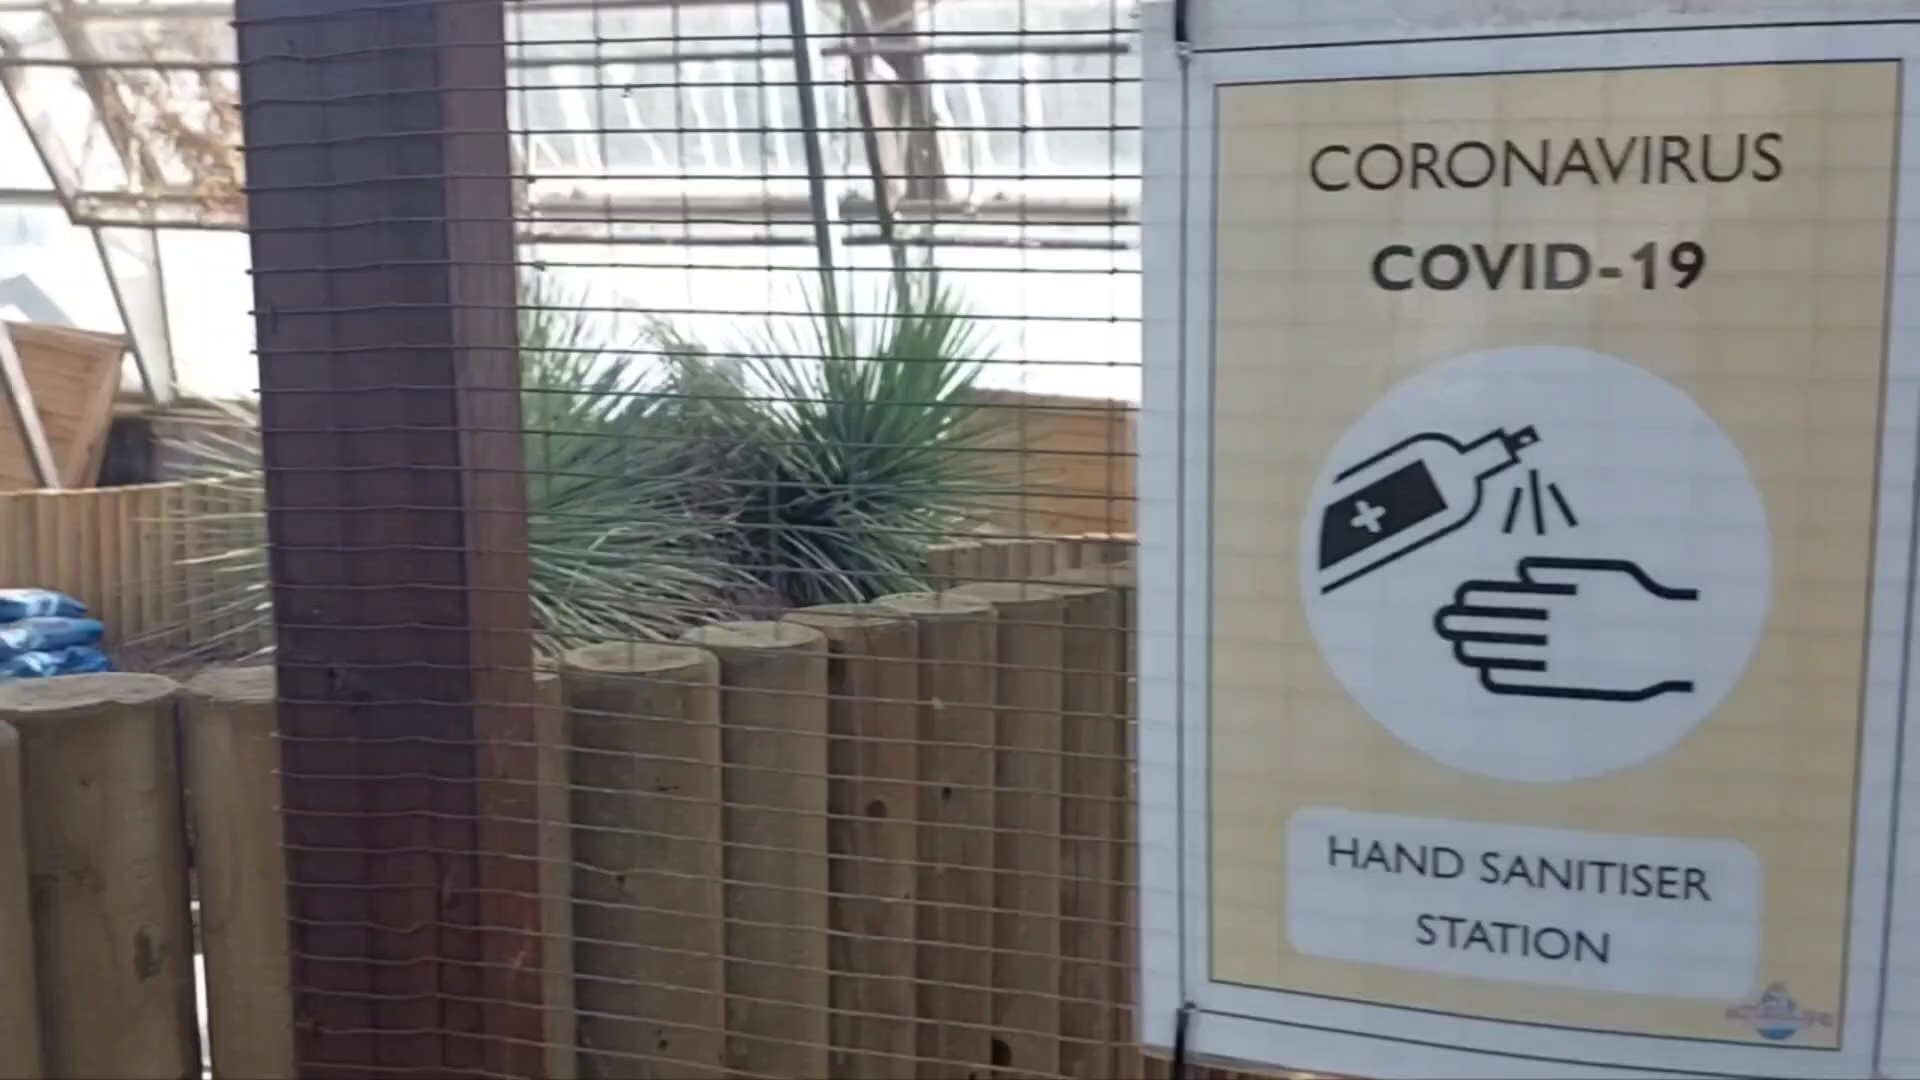 CORONAVIRUS
COVID-19
HAND SANITISER
STATION